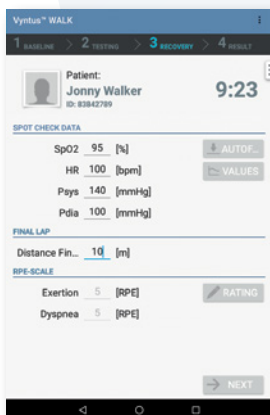 Vyntus™ WALK
1 BASELINE > 2 TESTING > 3 RECOVERY > 4 RESULT
Patient:
Jonny Walker
ID: 83842789
9:23
SPOT CHECK DATA
SpO2 95 [%]
AUTOF...
HR 100 [bpm]
VALUES
Psys 140 [mmHg]
Pdia 100 [mmHg]
FINAL LAP
Distance Fin... 10 [m]
RPE-SCALE
Exertion 5 [RPE]
RATING
Dyspnea 5 [RPE]
NEXT